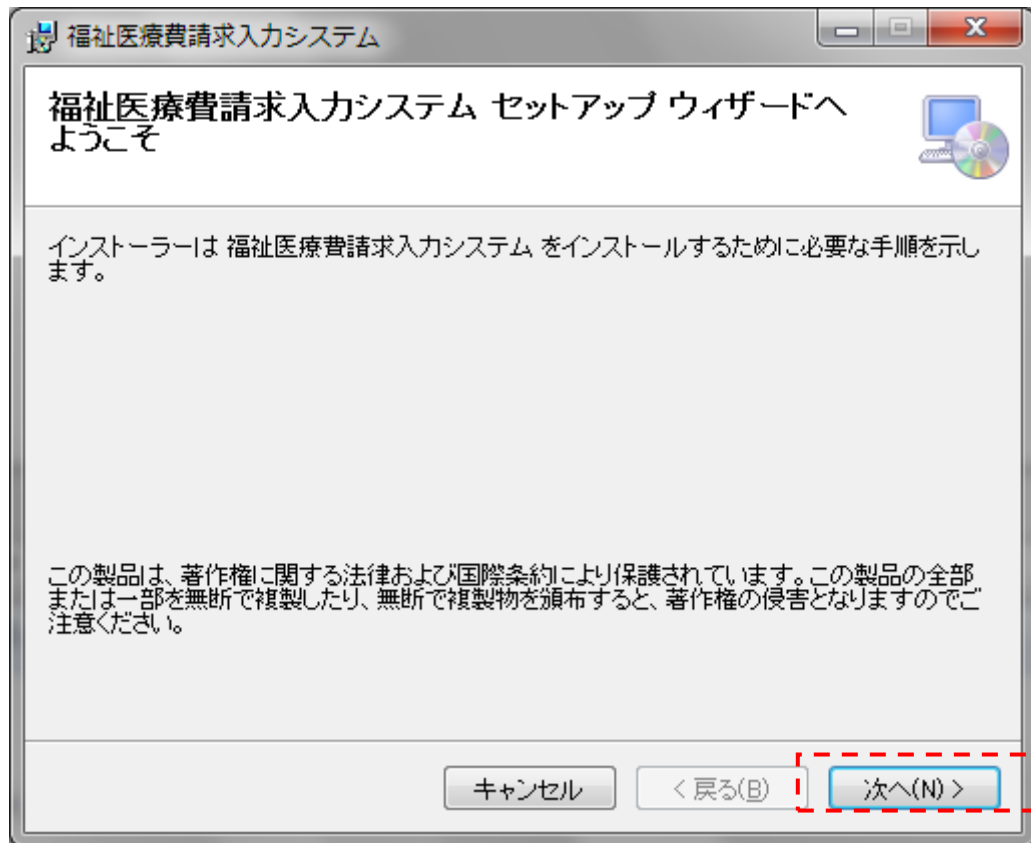 福祉医療費請求入力システム
福祉医療費請求入力システム セットアップ ウィザードへ
ようこそ
インストーラーは 福祉医療費請求入力システム をインストールするために必要な手順を示し
ます。
この製品は、著作権に関する法律および国際条約により保護されています。この製品の全部
または一部を無断で複製したり、無断で複製物を頒布すると、著作権の侵害となりますのでご
注意ください。
キャンセル
< 戻る(B)
次へ(N) >